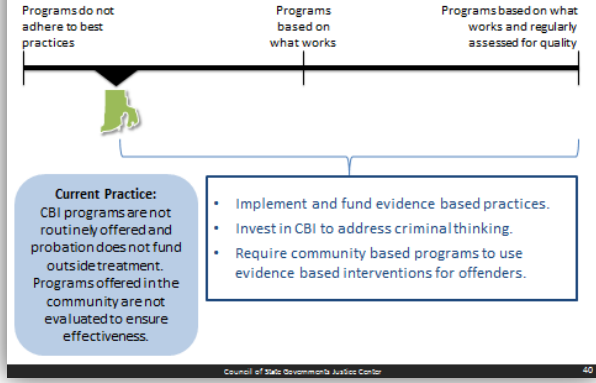 Programs do not
adhere to best
practices
Programs
based on
what works
Programs based on what
works and regularly
assessed for quality
Current Practice:
CBI programs are not
routinely offered and
probation does not fund
outside treatment.
Programs offered in the
community are not
evaluated to ensure
effectiveness.
• Implement and fund evidence based practices.
• Invest in CBI to address criminal thinking.
• Require community based programs to use
evidence based interventions for offenders.
Council of State Governments Justice Center
40